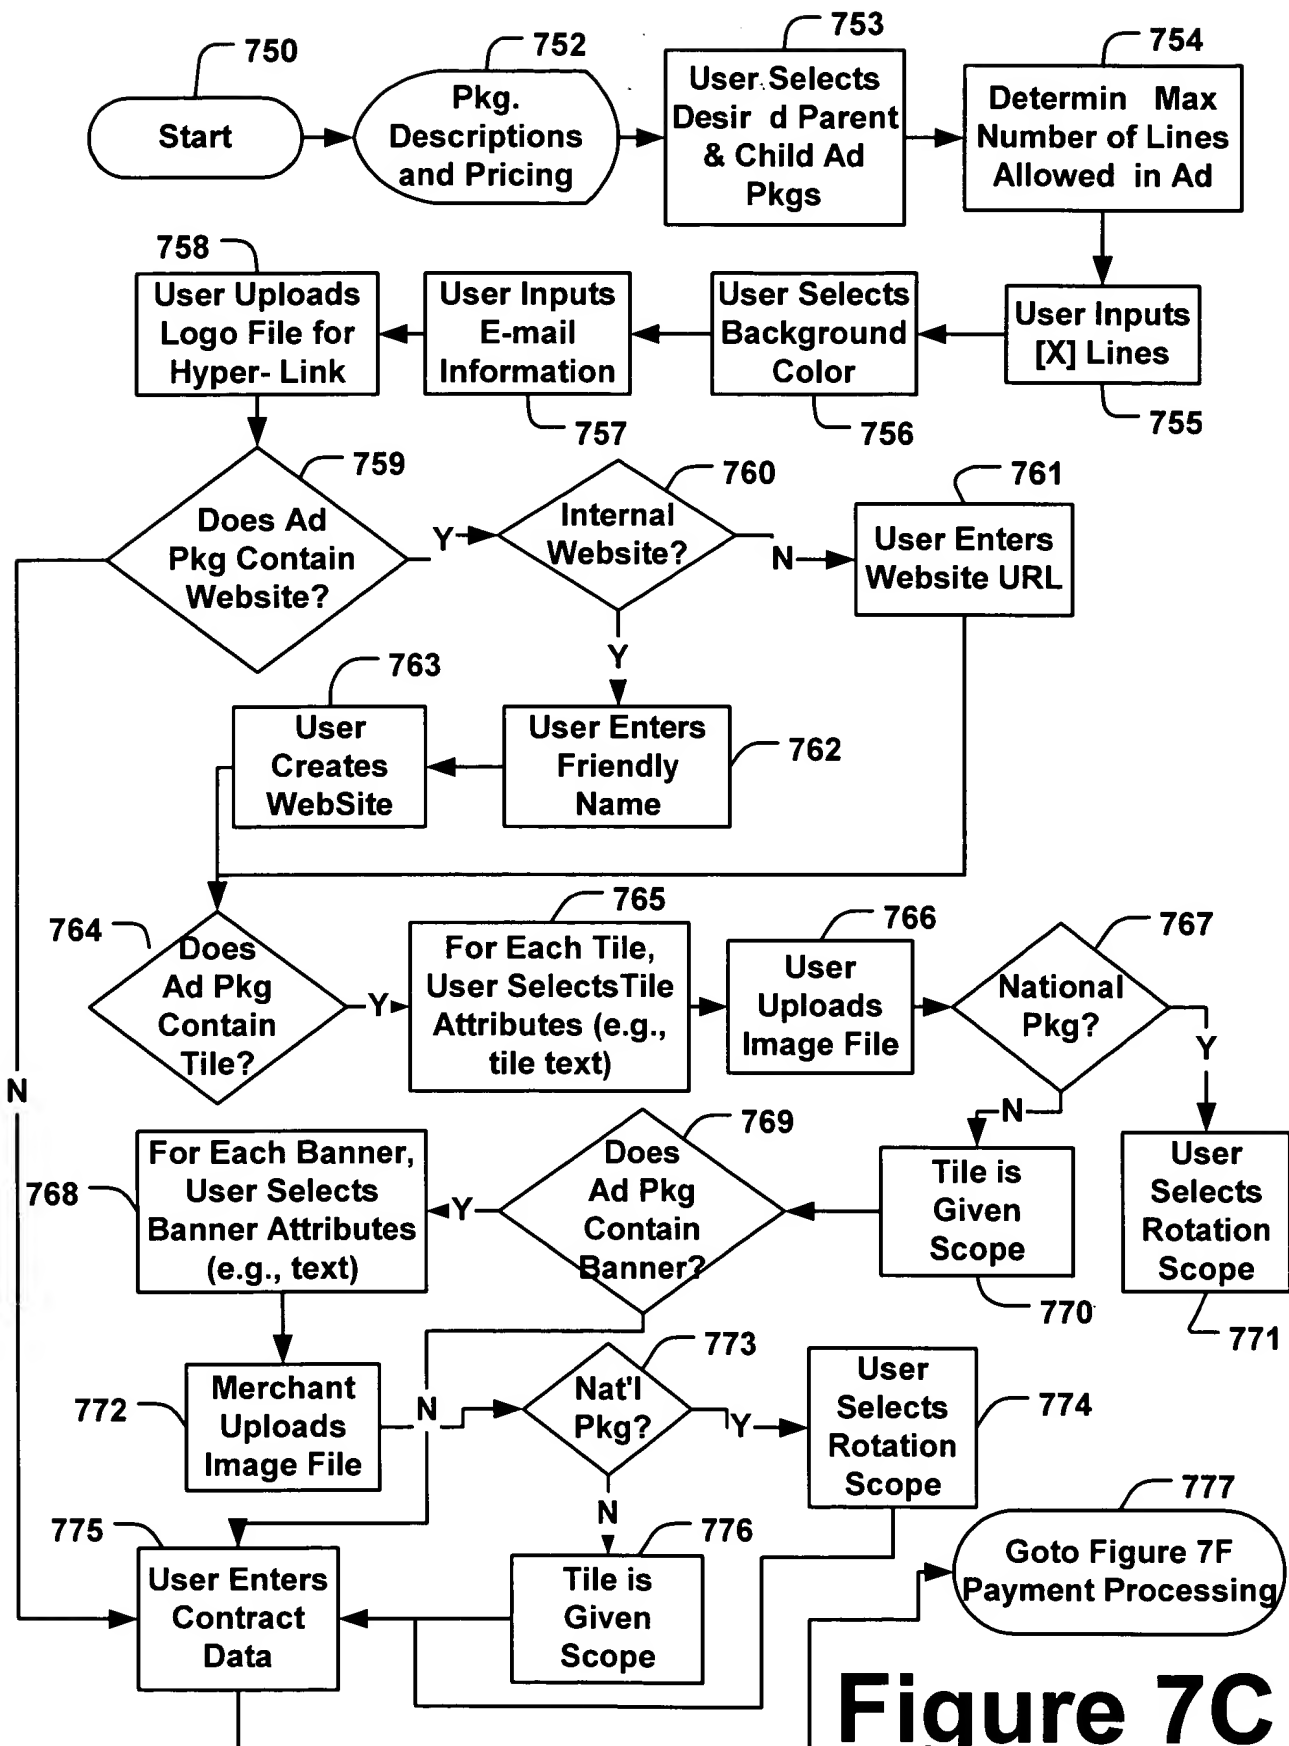 750
Start
752
Pkg.
Descriptions
and Pricing
753
User Selects
Desir d Parent
& Child Ad
Pkgs
754
Determin Max
Number of Lines
Allowed in Ad
758
User Uploads
Logo File for
Hyper- Link
User Inputs
E-mail
Information
757
User Selects
Background
Color
756
User Inputs
[X] Lines
755
759
Does Ad
Pkg Contain
Website?
Y
760
Internal
Website?
N
761
User Enters
Website URL
Y
763
User
Creates
WebSite
User Enters
Friendly
Name
762
764
Does
Ad Pkg
Contain
Tile?
Y
765
For Each Tile,
User SelectsTile
Attributes (e.g.,
tile text)
766
User
Uploads
Image File
767
National
Pkg?
Y
N
N
768
For Each Banner,
User Selects
Banner Attributes
(e.g., text)
Y
769
Does
Ad Pkg
Contain
Banner?
Tile is
Given
Scope
770
User
Selects
Rotation
Scope
771
772
Merchant
Uploads
Image File
N
773
Nat'l
Pkg?
Y
User
Selects
Rotation
Scope
774
N
775
User Enters
Contract
Data
776
Tile is
Given
Scope
777
Goto Figure 7F
Payment Processing
Figure 7C